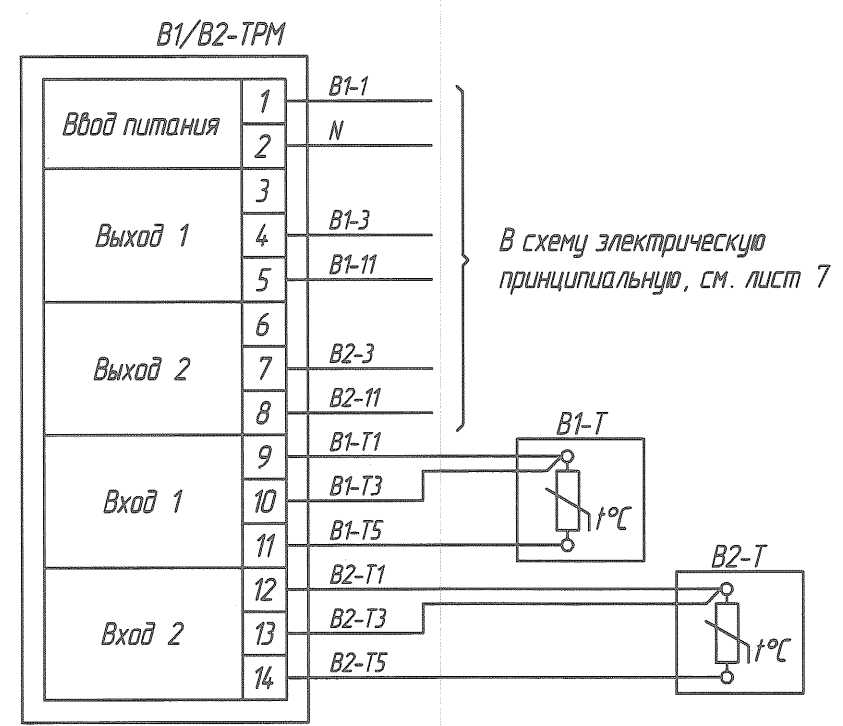 В1/В2-ТРМ
Ввод питания
1
В1-1
2
N
Выход 1
3
4
В1-3
5
В1-11
В схему электрическую
принципиальную, см. лист 7
Выход 2
6
7
В2-3
8
В2-11
Вход 1
9
В1-Т1
10
В1-Т3
11
В1-Т5
В1-Т
t°C
Вход 2
12
В2-Т1
13
В2-Т3
14
В2-Т5
В2-Т
t°C